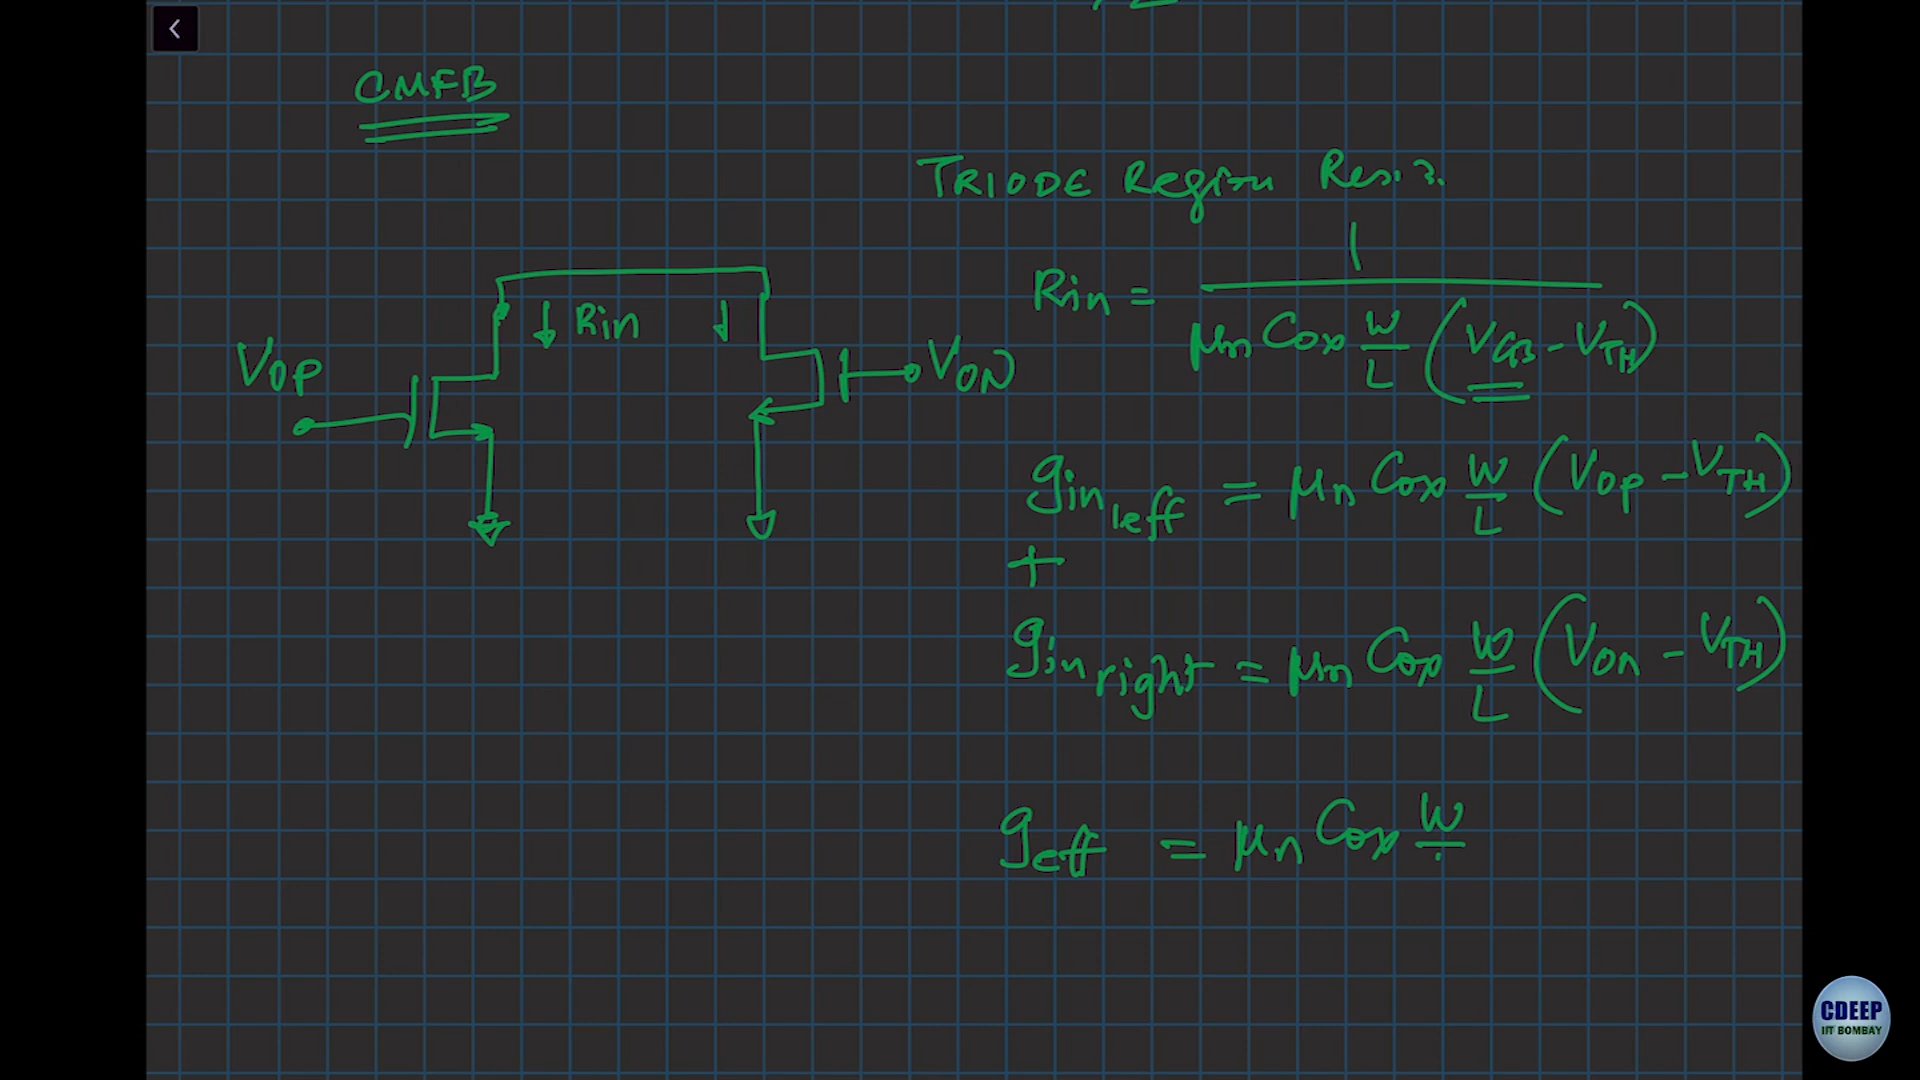 CMFB
TRIODE Region Resis.
Rin = 1 / μn Cox W/L (VGS - VTH)
↓ Rin ↓
VOP
VON
gin left = μn Cox W/L (VOP - VTH)
+
gin right = μn Cox W/L (VON - VTH)
geff = μn Cox W
CDEEP
IIT BOMBAY